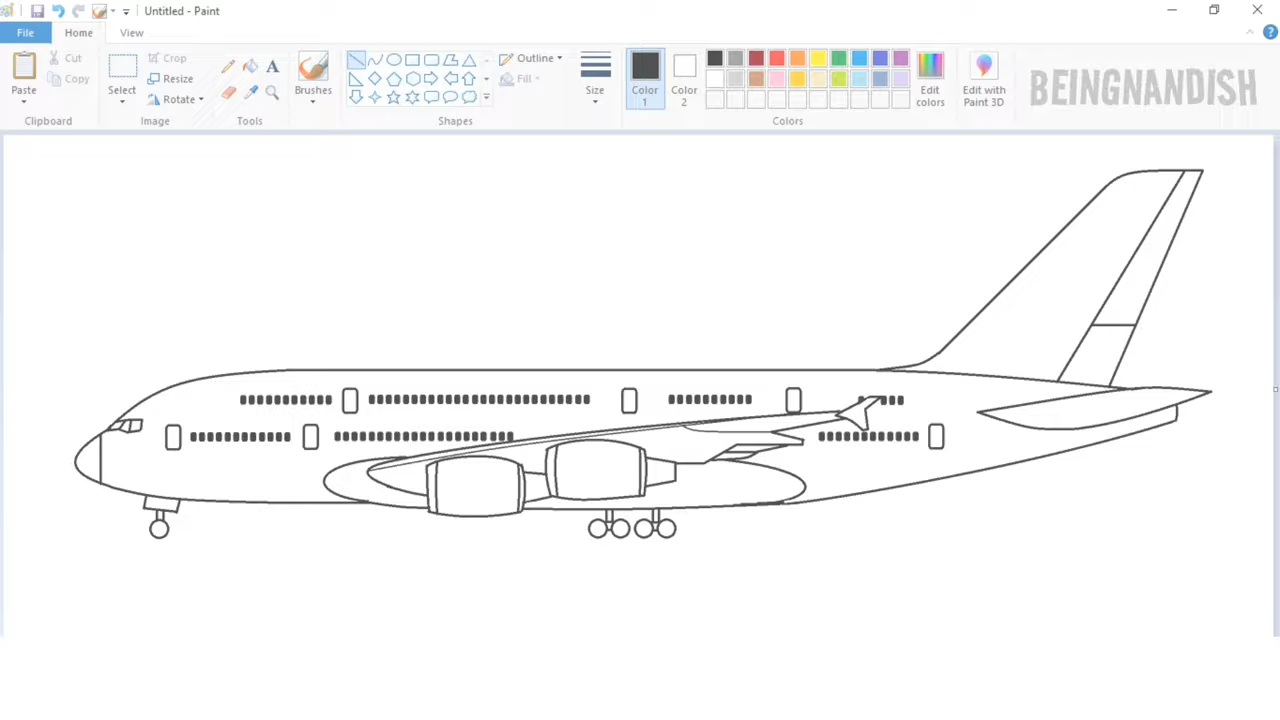 Untitled - Paint
File Home View
Paste
Cut
Copy
Clipboard
Select
Crop
Resize
Rotate
Image
A
Tools
Brushes
Shapes
Outline
Fill
Size
Color 1
Color 2
Colors
Edit colors
Edit with Paint 3D
BEINGNANDISH